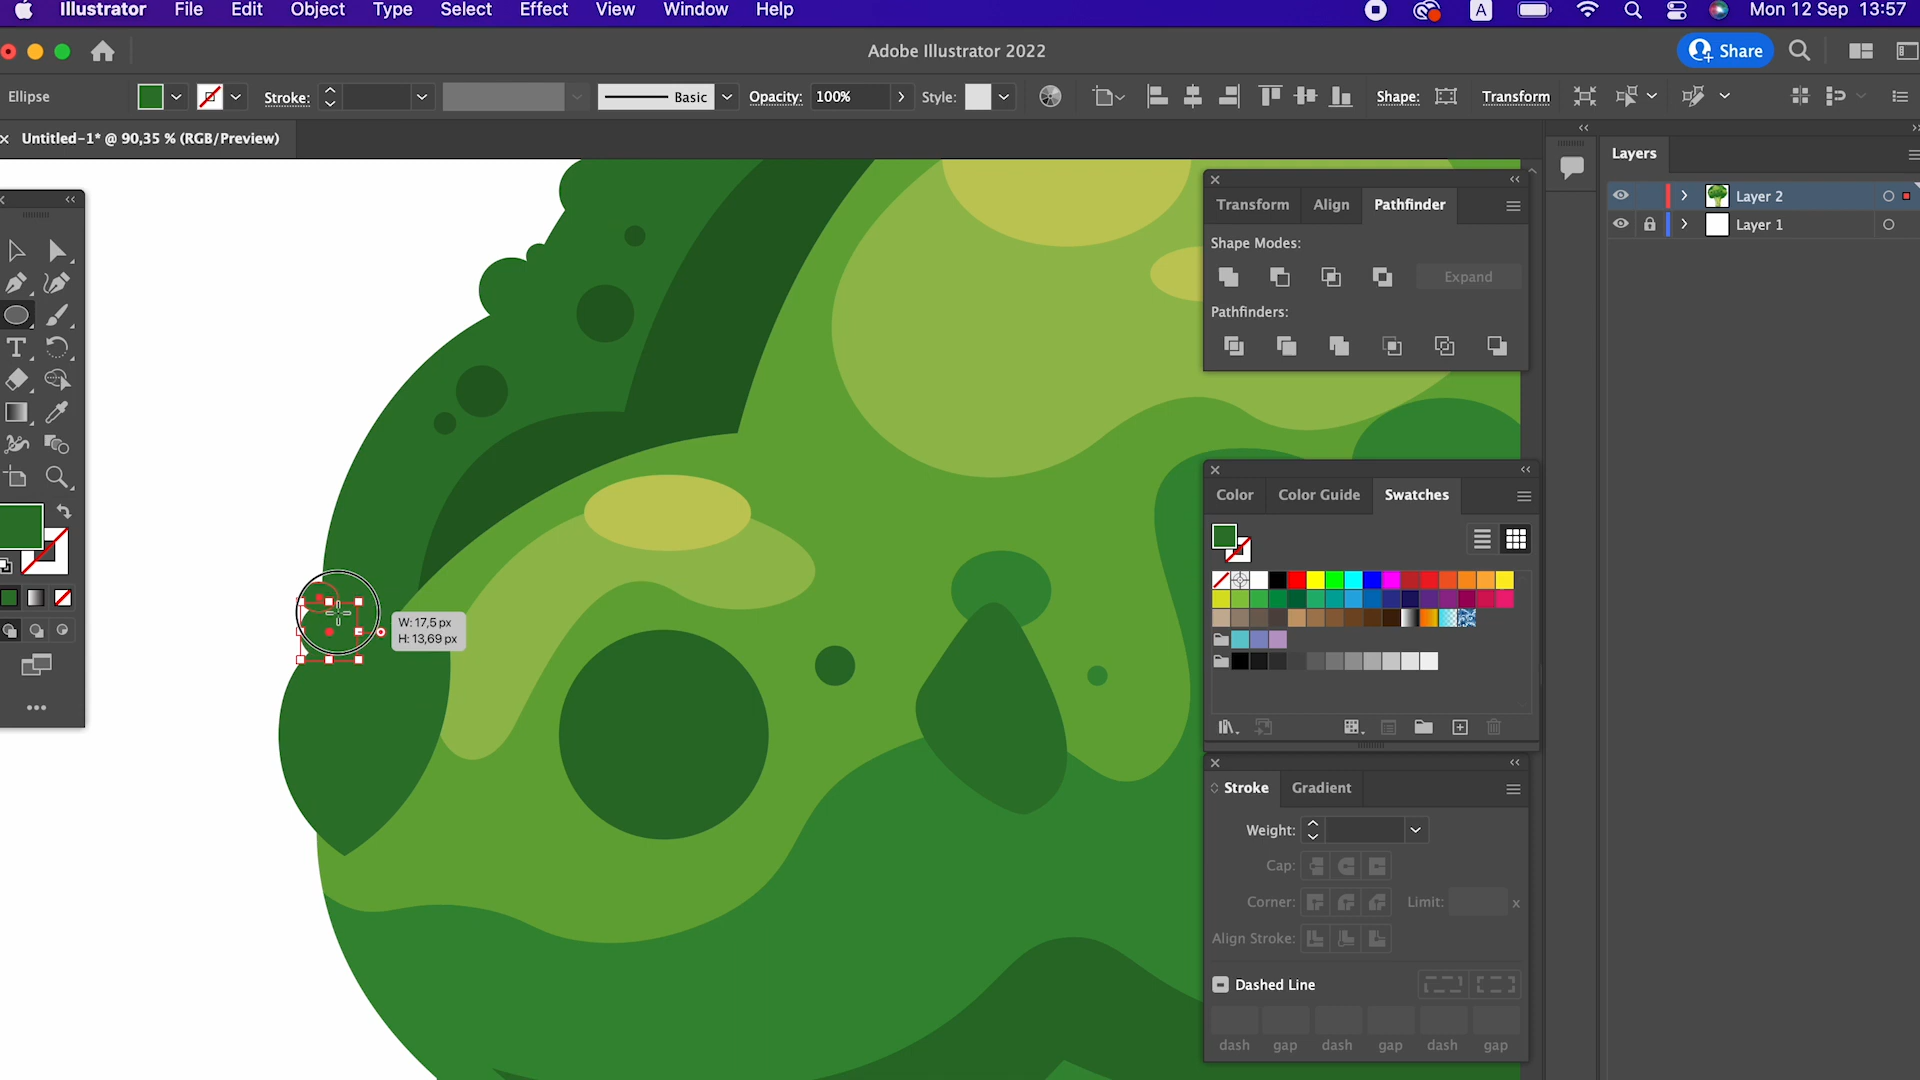 Illustrator File Edit Object Type Select Effect View Window Help A Mon 12 Sep 13:57
Adobe Illustrator 2022 Share
Ellipse Stroke: Basic Opacity: 100% Style: Shape: Transform
Untitled-1* @ 90,35 % (RGB/Preview)
Layers
Layer 2
Layer 1
Transform Align Pathfinder
Shape Modes:
Expand
Pathfinders:
T
W: 17,5 px
H: 13,69 px
Color Color Guide Swatches
Stroke Gradient
Weight:
Cap:
Corner: Limit: x
Align Stroke:
Dashed Line
dash gap dash gap dash gap